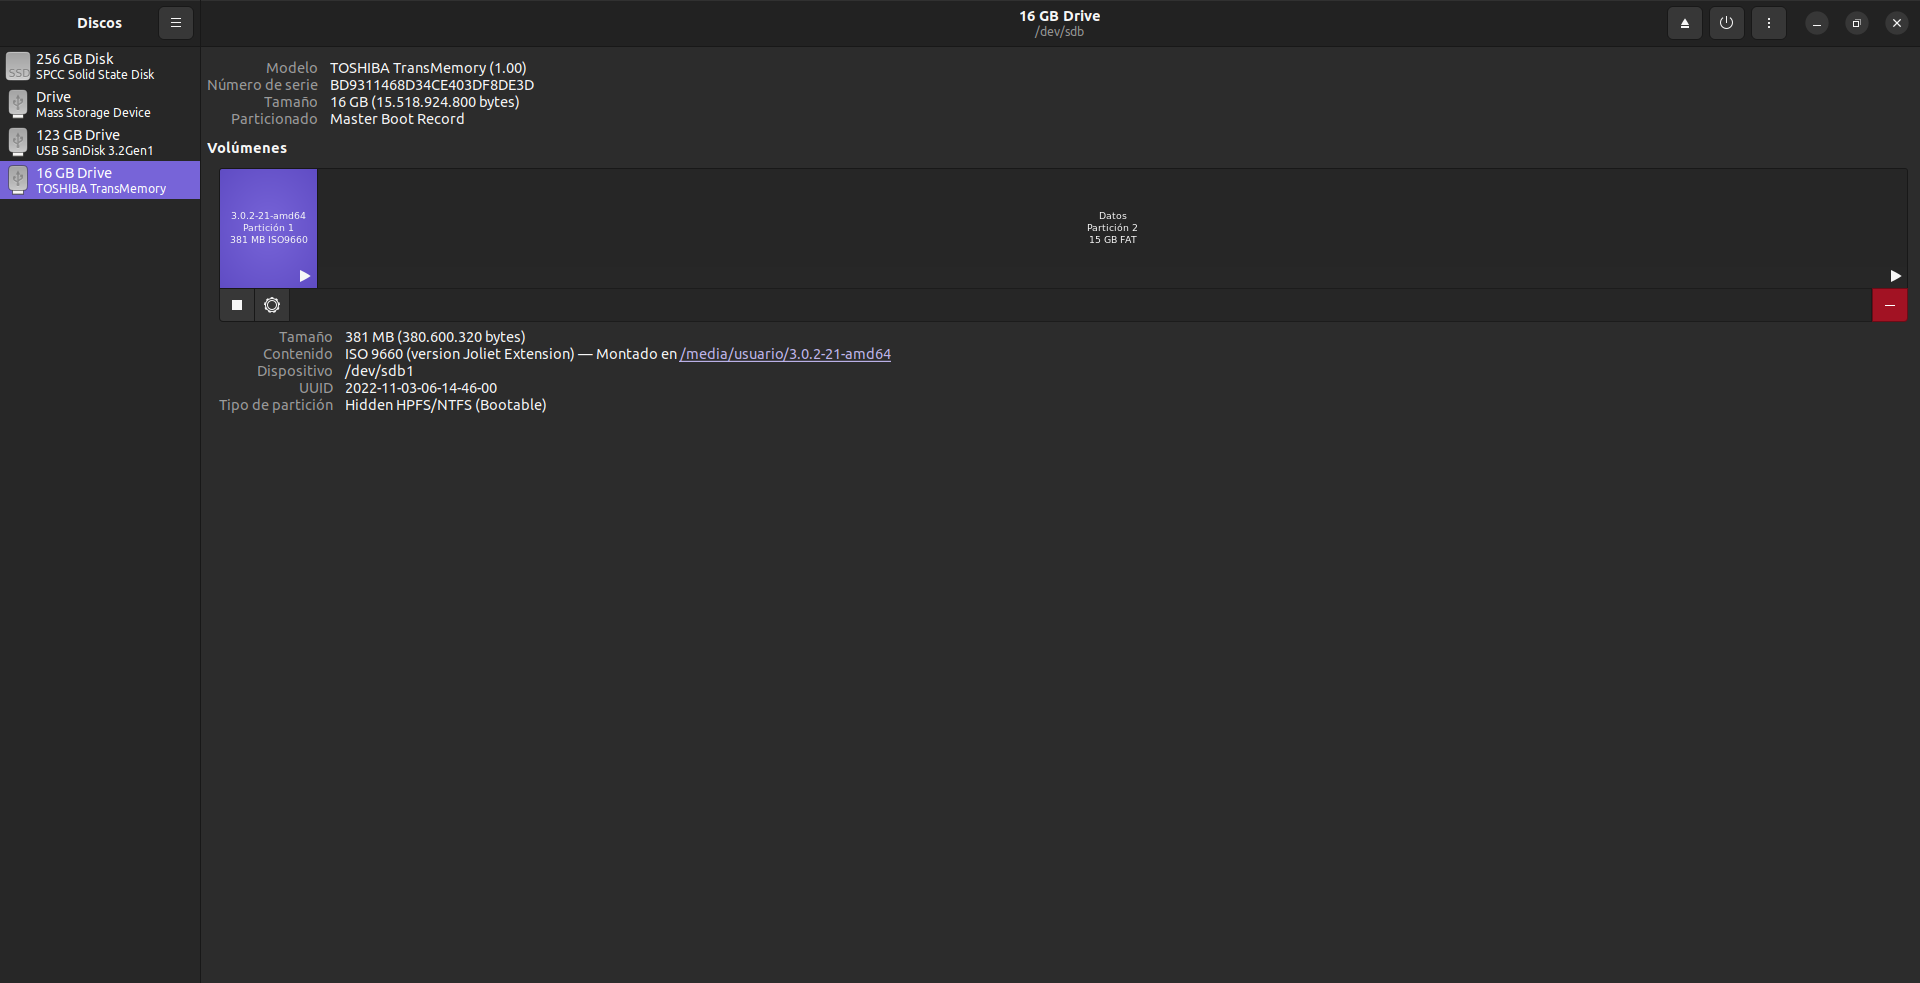 Discos
16 GB Drive
/dev/sdb
SSD
256 GB Disk
SPCC Solid State Disk
Drive
Mass Storage Device
123 GB Drive
USB SanDisk 3.2Gen1
16 GB Drive
TOSHIBA TransMemory
Modelo TOSHIBA TransMemory (1.00)
Número de serie BD9311468D34CE403DF8DE3D
Tamaño 16 GB (15.518.924.800 bytes)
Particionado Master Boot Record
Volúmenes
3.0.2-21-amd64
Partición 1
381 MB ISO9660
Datos
Partición 2
15 GB FAT
Tamaño 381 MB (380.600.320 bytes)
Contenido ISO 9660 (version Joliet Extension) — Montado en /media/usuario/3.0.2-21-amd64
Dispositivo /dev/sdb1
UUID 2022-11-03-06-14-46-00
Tipo de partición Hidden HPFS/NTFS (Bootable)